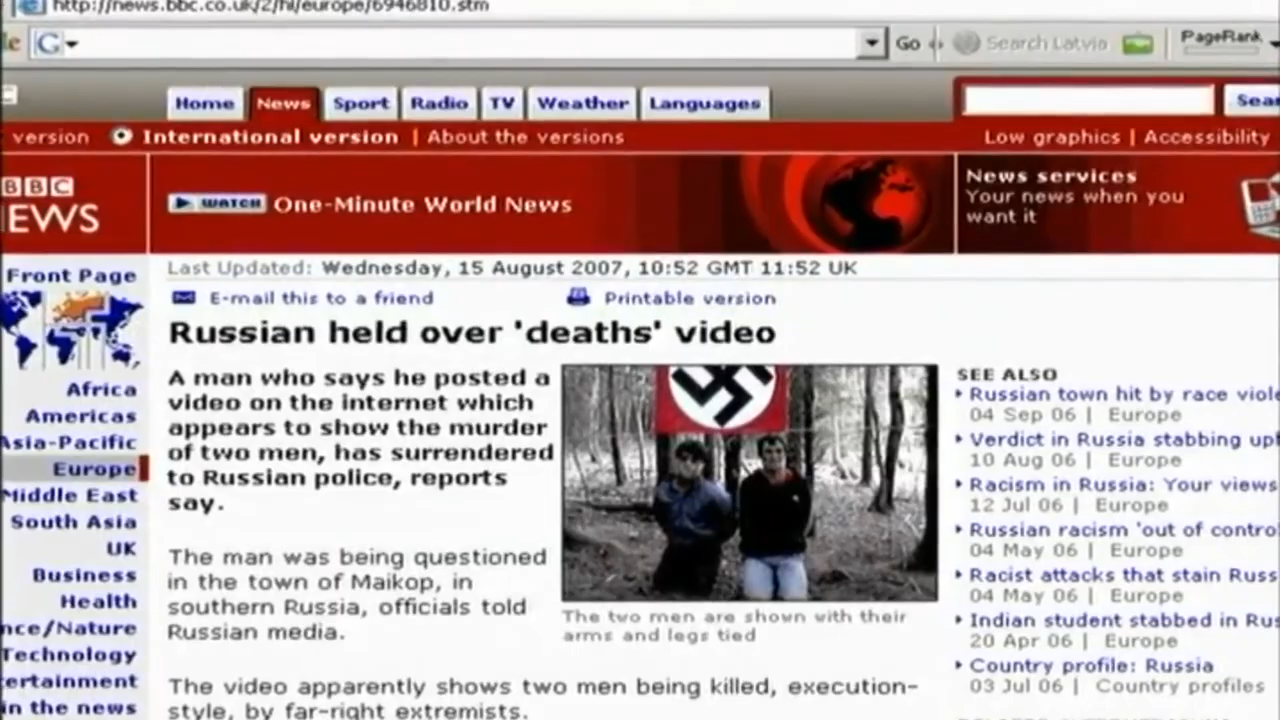 http://news.bbc.co.uk/2/hi/europe/6946810.stm
G
Go
Search Latvia
PageRank
Home
News
Sport
Radio
TV
Weather
Languages
version
International version | About the versions
Low graphics | Accessibility
BBC
EWS
WATCH One-Minute World News
News services
Your news when you
want it
Last Updated: Wednesday, 15 August 2007, 10:52 GMT 11:52 UK
E-mail this to a friend
Printable version
Front Page
Africa
Americas
Asia-Pacific
Europe
Middle East
South Asia
UK
Business
Health
nce/Nature
Technology
ertainment
in the news
Russian held over 'deaths' video
A man who says he posted a
video on the internet which
appears to show the murder
of two men, has surrendered
to Russian police, reports
say.
The man was being questioned
in the town of Maikop, in
southern Russia, officials told
Russian media.
The video apparently shows two men being killed, execution-
style, by far-right extremists.
The two men are shown with their
arms and legs tied
SEE ALSO
Russian town hit by race viole
04 Sep 06 | Europe
Verdict in Russia stabbing up
10 Aug 06 | Europe
Racism in Russia: Your views
12 Jul 06 | Europe
Russian racism 'out of contro
04 May 06 | Europe
Racist attacks that stain Russ
04 May 06 | Europe
Indian student stabbed in Rus
20 Apr 06 | Europe
Country profile: Russia
03 Jul 06 | Country profiles